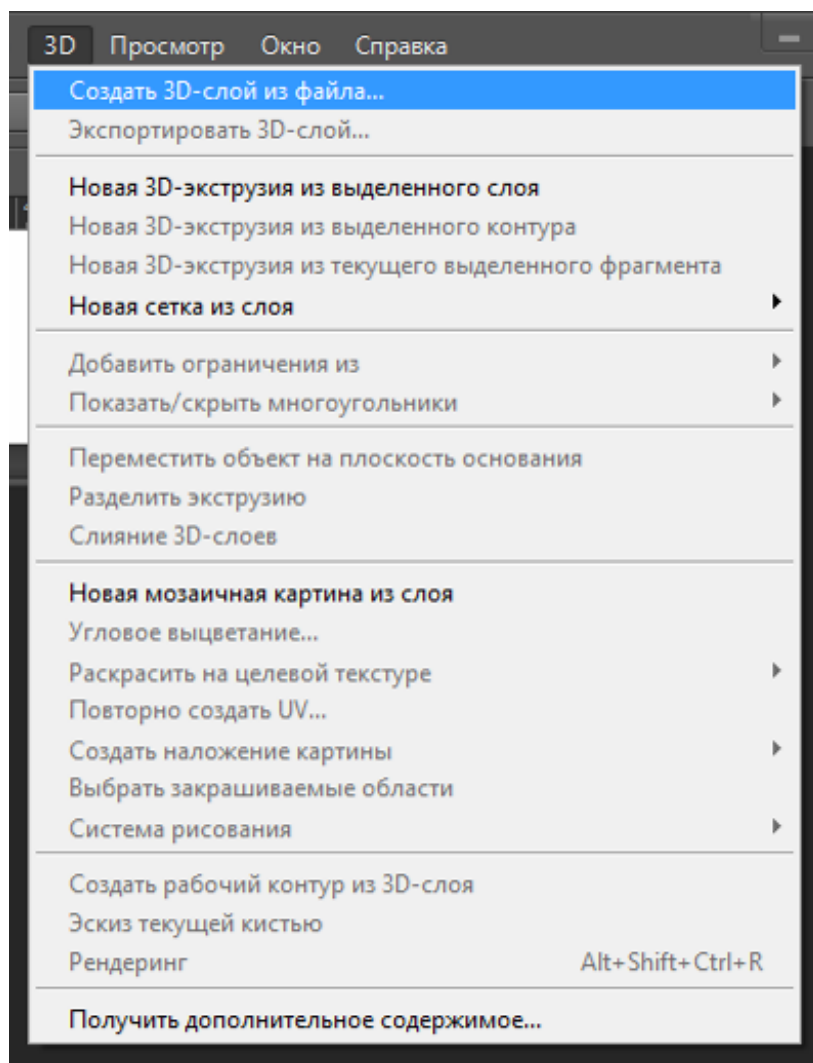 3D Просмотр Окно Справка
Создать 3D-слой из файла...
Экспортировать 3D-слой...
Новая 3D-экструзия из выделенного слоя
Новая 3D-экструзия из выделенного контура
Новая 3D-экструзия из текущего выделенного фрагмента
Новая сетка из слоя
Добавить ограничения из
Показать/скрыть многоугольники
Переместить объект на плоскость основания
Разделить экструзию
Слияние 3D-слоев
Новая мозаичная картина из слоя
Угловое выцветание...
Раскрасить на целевой текстуре
Повторно создать UV...
Создать наложение картины
Выбрать закрашиваемые области
Система рисования
Создать рабочий контур из 3D-слоя
Эскиз текущей кистью
Рендеринг Alt+Shift+Ctrl+R
Получить дополнительное содержимое...